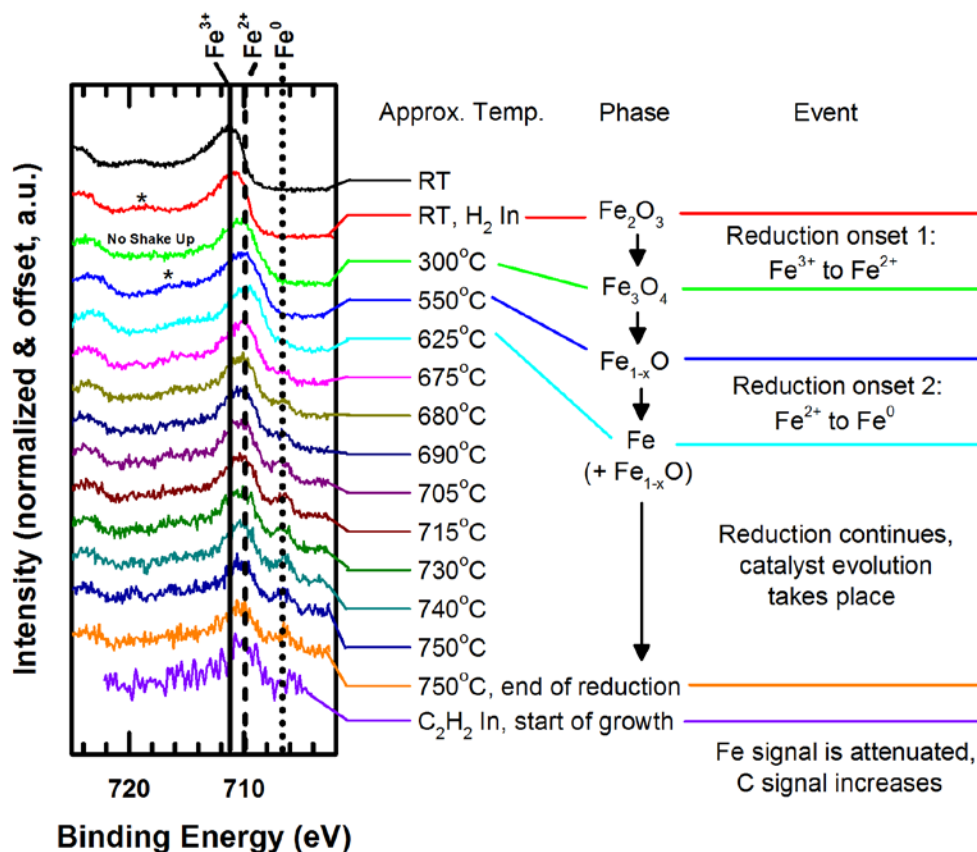 Fe³⁺ Fe²⁺ Fe⁰
Approx. Temp. Phase Event
RT
*
RT, H₂ In Fe₂O₃
No Shake Up
Reduction onset 1:
Fe³⁺ to Fe²⁺
300°C
Fe₃O₄
*
550°C
625°C
Fe₁₋ₓO
675°C
Reduction onset 2:
Fe²⁺ to Fe⁰
680°C
Fe
690°C
(+ Fe₁₋ₓO)
705°C
715°C
Reduction continues,
catalyst evolution
takes place
730°C
740°C
750°C
750°C, end of reduction
C₂H₂ In, start of growth
Fe signal is attenuated,
C signal increases
Intensity (normalized & offset, a.u.)
720 710
Binding Energy (eV)